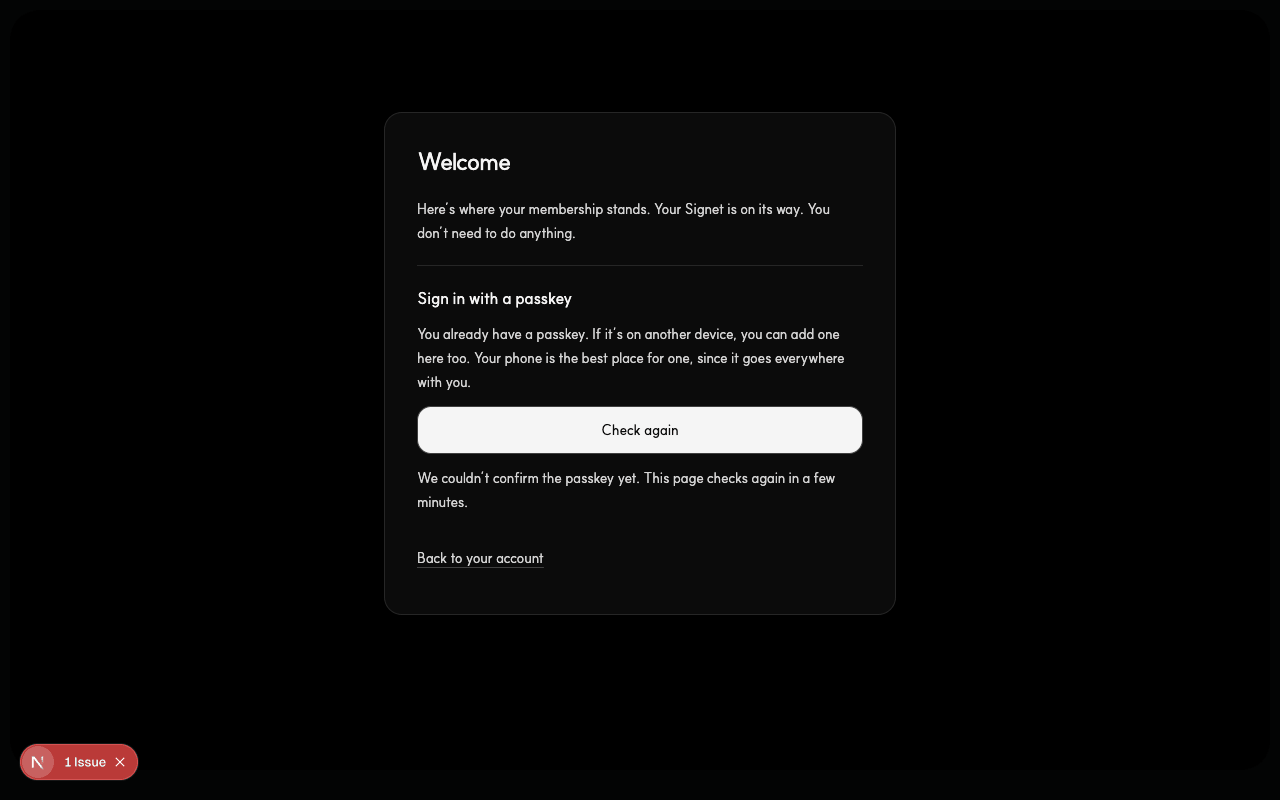 Welcome
Here's where your membership stands. Your Signet is on its way. You
don't need to do anything.
Sign in with a passkey
You already have a passkey. If it's on another device, you can add one
here too. Your phone is the best place for one, since it goes everywhere
with you.
Check again
We couldn't confirm the passkey yet. This page checks again in a few
minutes.
Back to your account
N 1 Issue